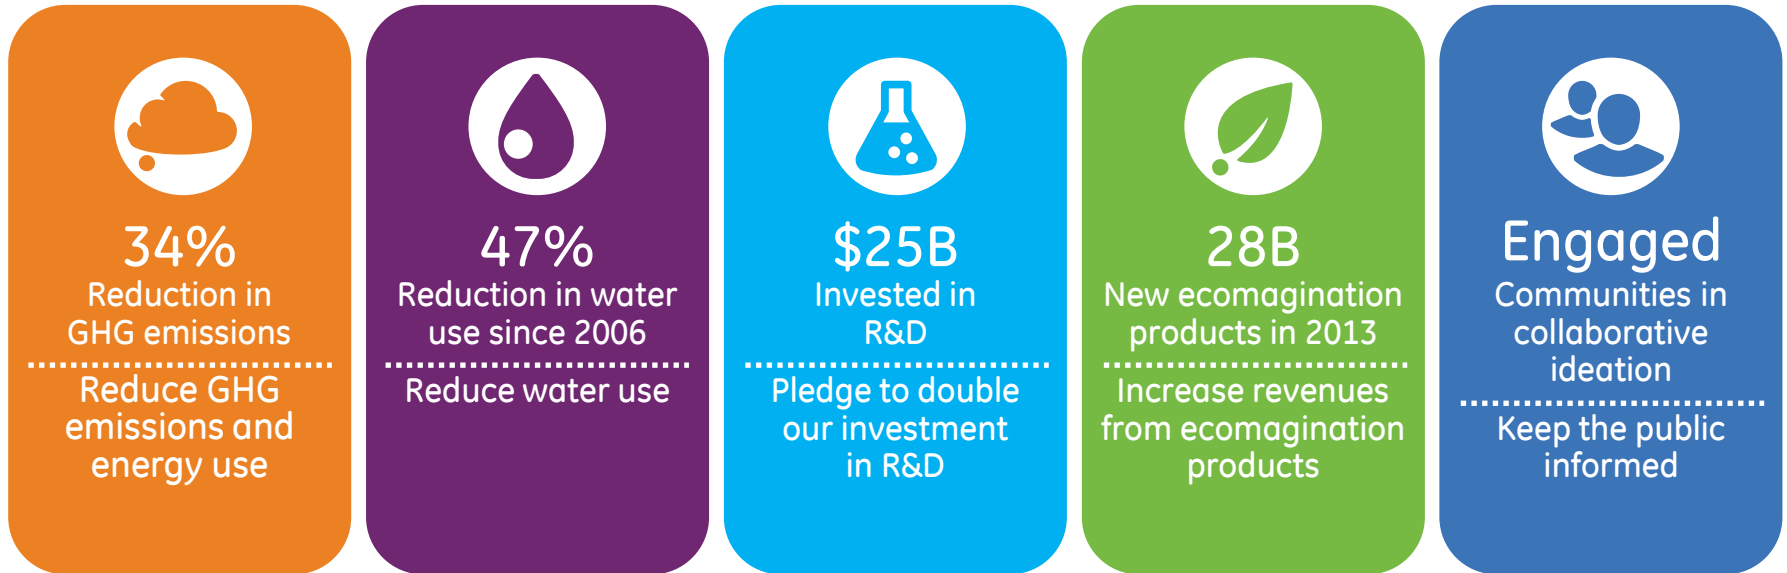 34%
Reduction in
GHG emissions
Reduce GHG
emissions and
energy use
47%
Reduction in water
use since 2006
Reduce water use
$25B
Invested in
R&D
Pledge to double
our investment
in R&D
28B
New ecomagination
products in 2013
Increase revenues
from ecomagination
products
Engaged
Communities in
collaborative
ideation
Keep the public
informed